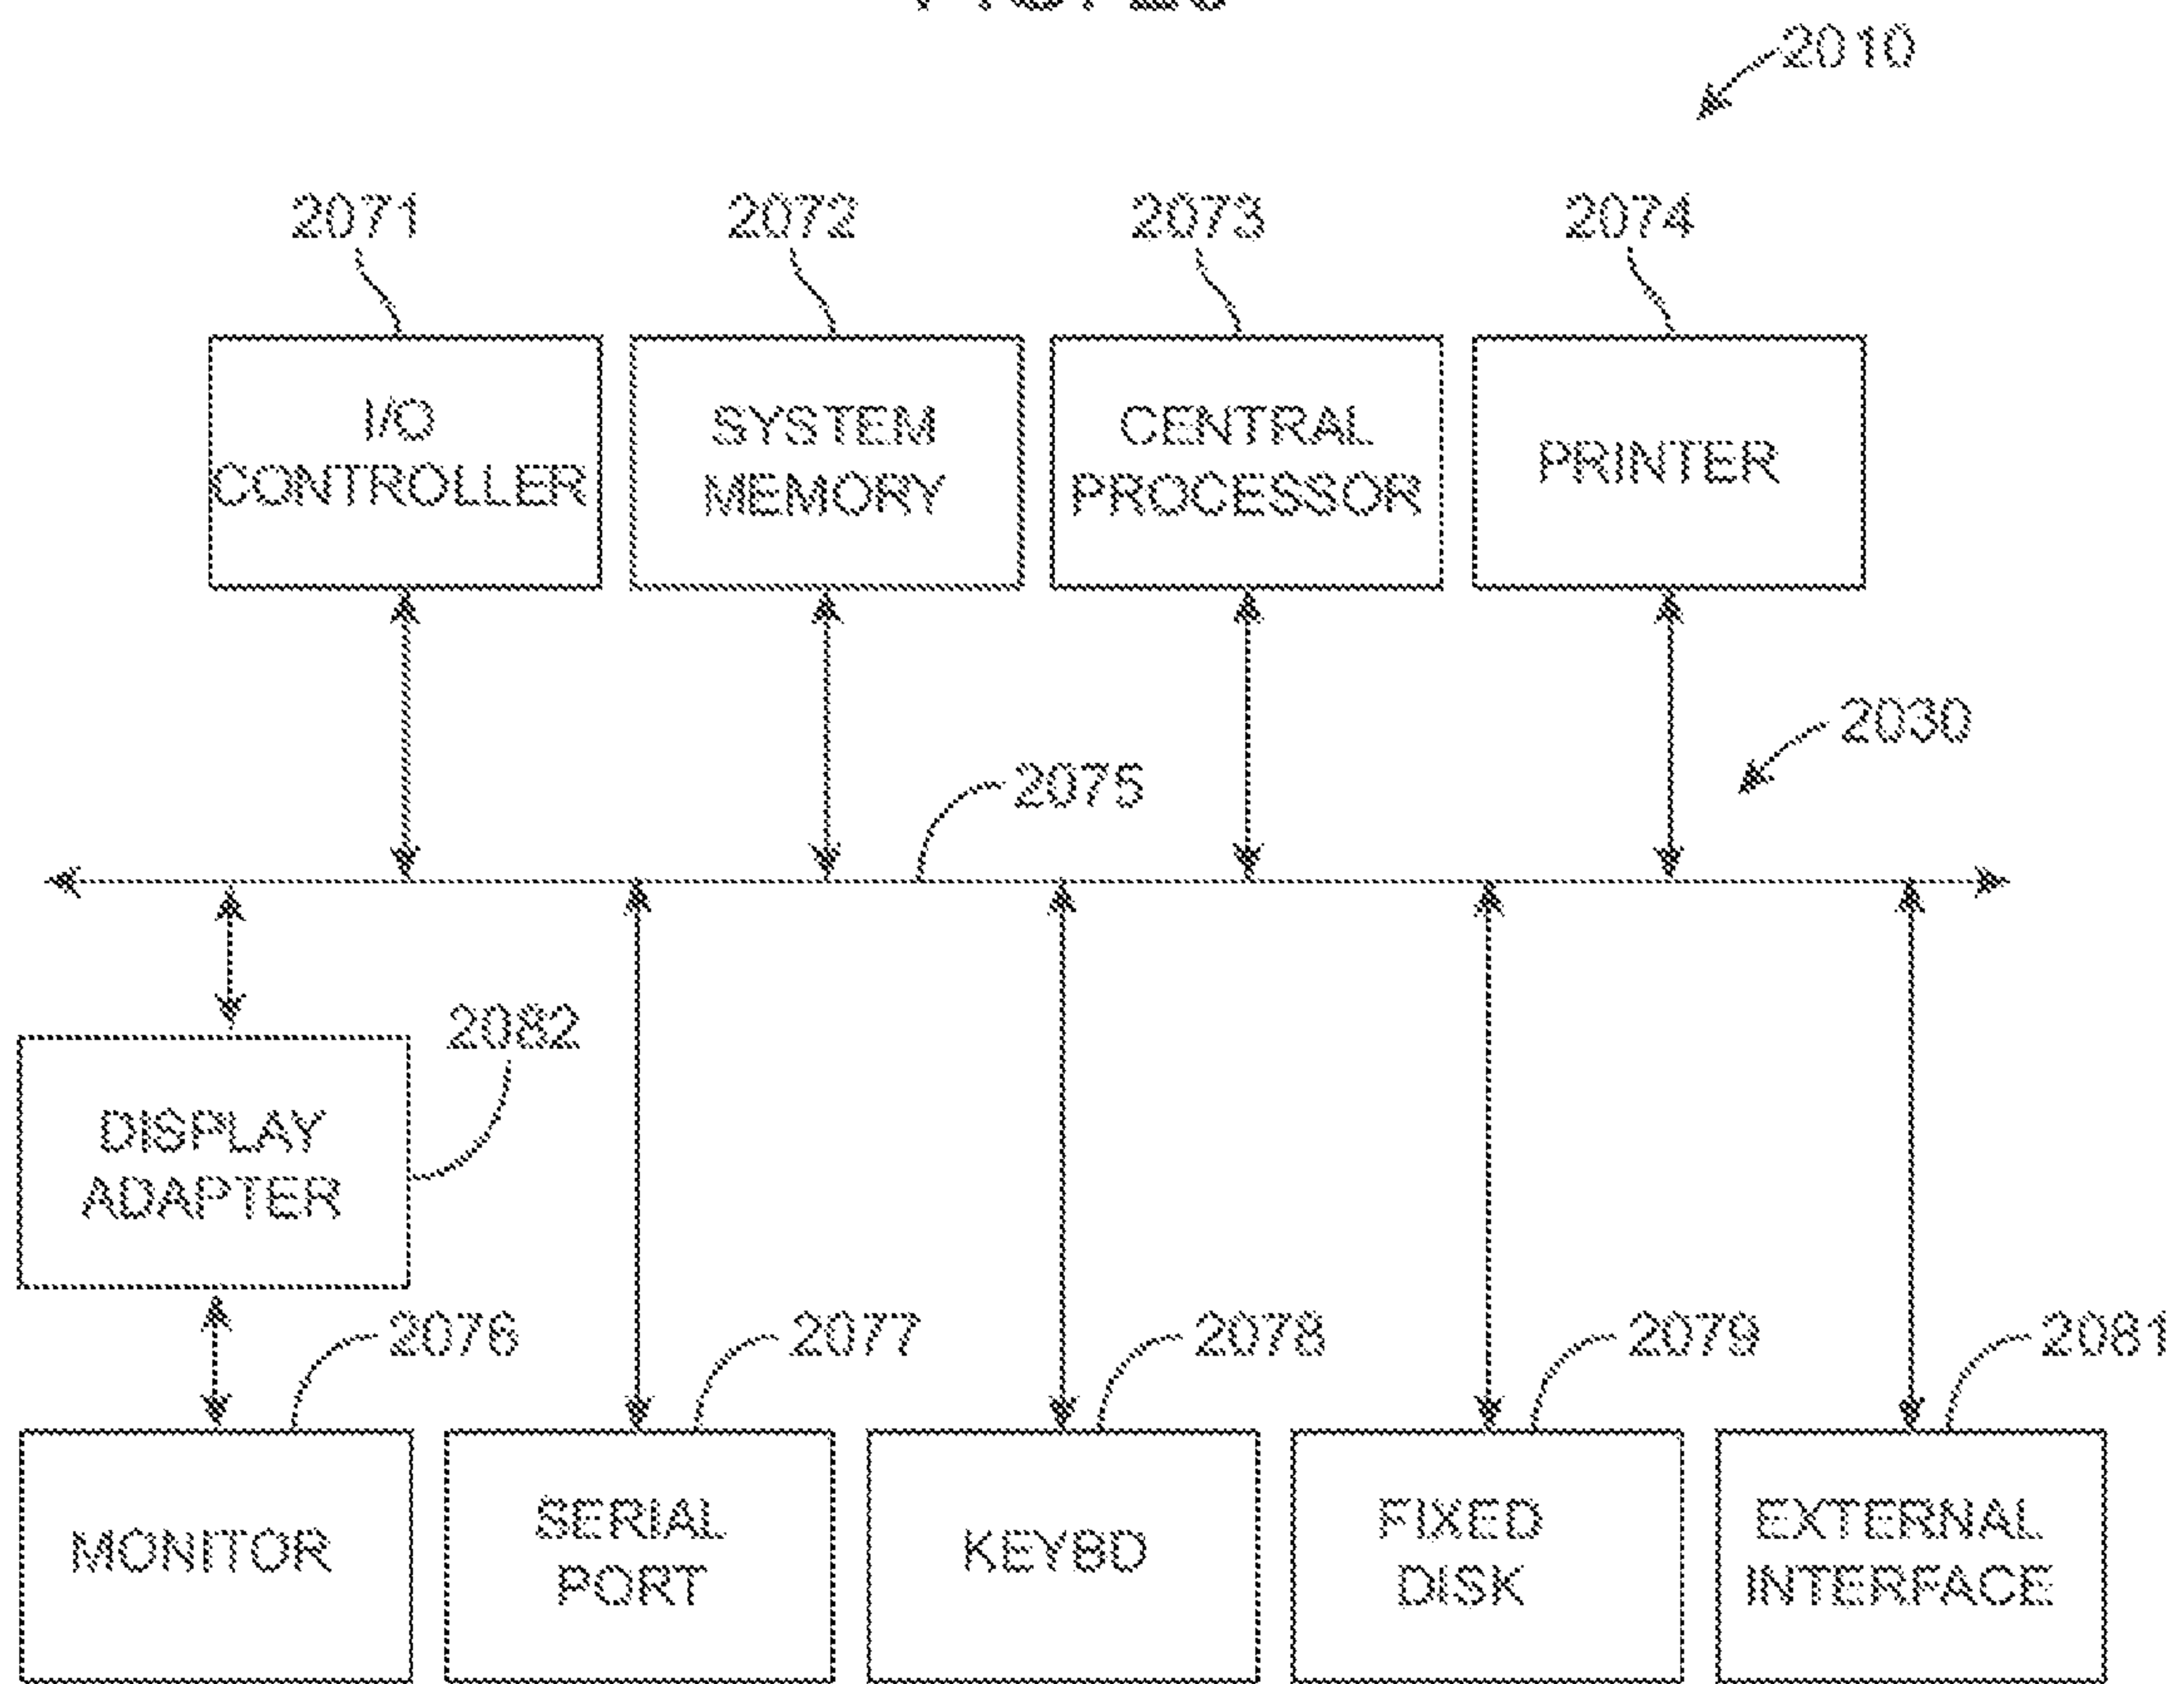 2010
2071
2072
2073
2074
I/O
CONTROLLER
SYSTEM
MEMORY
CENTRAL
PROCESSOR
PRINTER
2030
2075
2082
DISPLAY
ADAPTER
2076
2077
2078
2079
2081
MONITOR
SERIAL
PORT
KEYBD
FIXED
DISK
EXTERNAL
INTERFACE